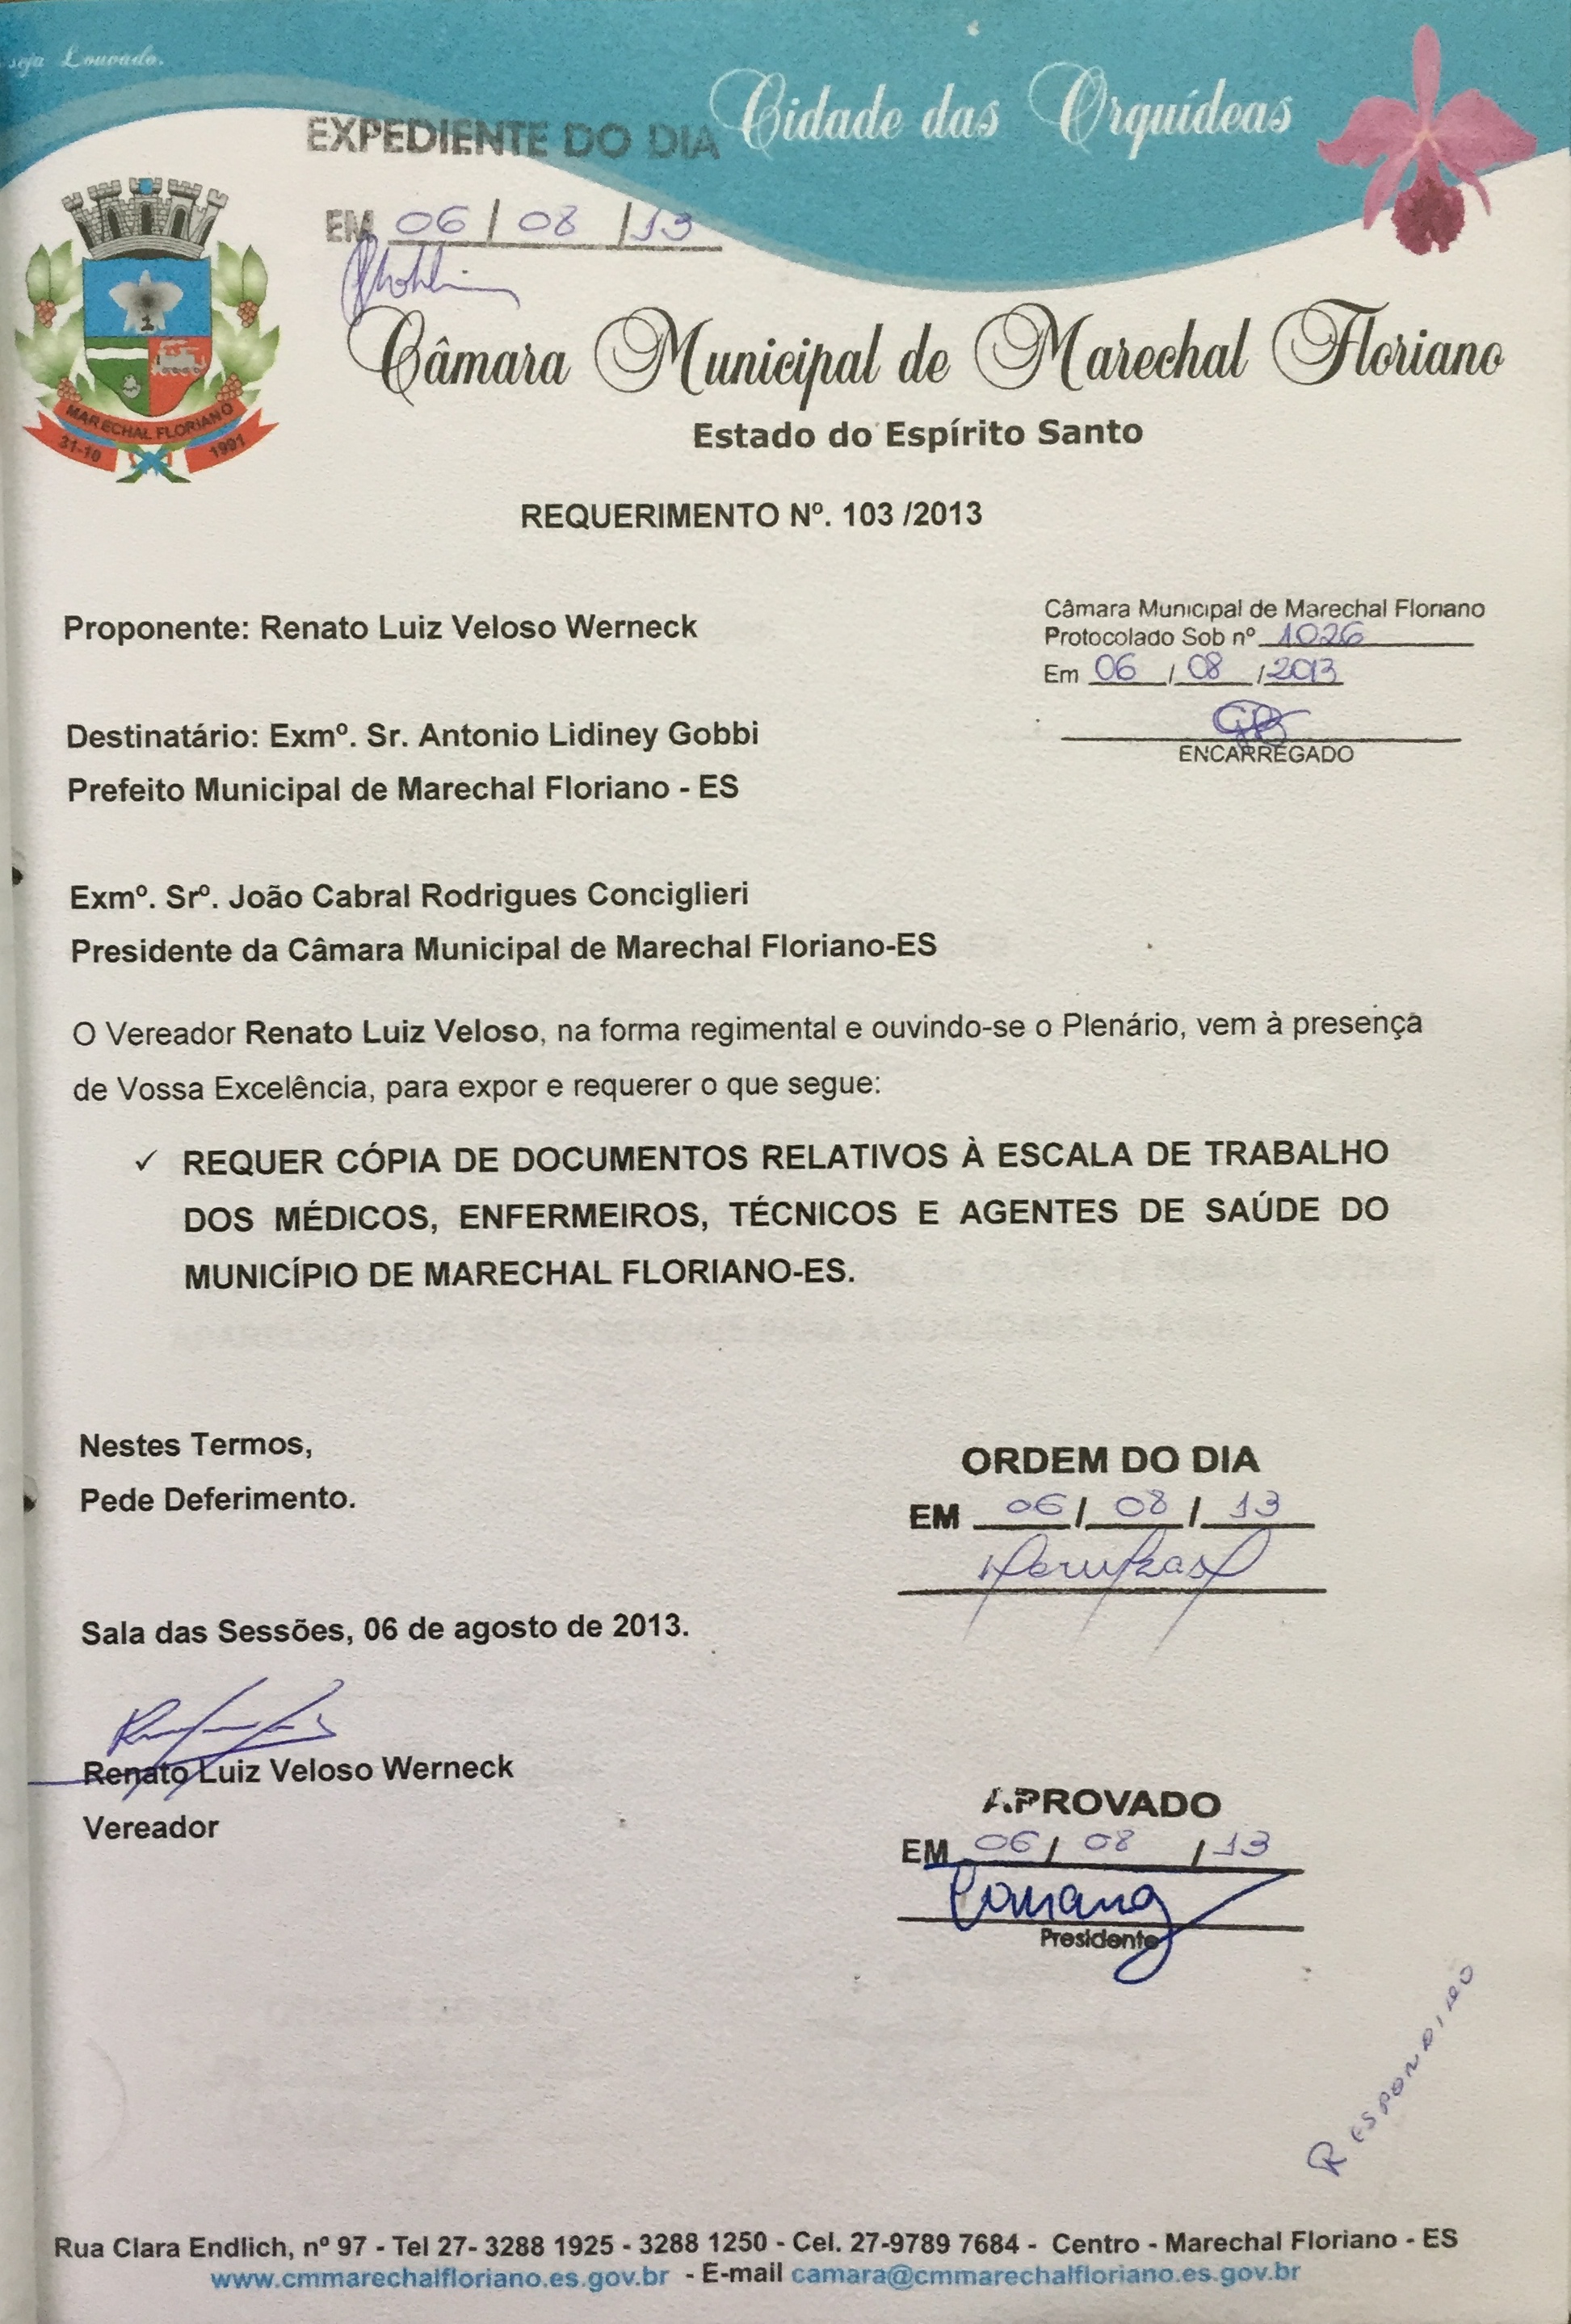 seja Louvado.
Cidade das Orquídeas
EXPEDIENTE DO DIA
EM 06 / 08 / 13
MARECHAL FLORIANO
31-10 1991
Câmara Municipal de Marechal Floriano
Estado do Espírito Santo
REQUERIMENTO Nº. 103 /2013
Proponente: Renato Luiz Veloso Werneck
Câmara Municipal de Marechal Floriano
Protocolado Sob nº 1026
Em 06 / 08 / 2013
ENCARREGADO
Destinatário: Exmº. Sr. Antonio Lidiney Gobbi
Prefeito Municipal de Marechal Floriano - ES
Exmº. Srº. João Cabral Rodrigues Conciglieri
Presidente da Câmara Municipal de Marechal Floriano-ES
O Vereador Renato Luiz Veloso, na forma regimental e ouvindo-se o Plenário, vem à presença
de Vossa Excelência, para expor e requerer o que segue:
✓ REQUER CÓPIA DE DOCUMENTOS RELATIVOS À ESCALA DE TRABALHO
DOS MÉDICOS, ENFERMEIROS, TÉCNICOS E AGENTES DE SAÚDE DO
MUNICÍPIO DE MARECHAL FLORIANO-ES.
Nestes Termos,
Pede Deferimento.
ORDEM DO DIA
EM 06 / 08 / 13
Sala das Sessões, 06 de agosto de 2013.
Renato Luiz Veloso Werneck
Vereador
APROVADO
EM 06 / 08 / 13
Presidente
RESPONDIDO
Rua Clara Endlich, nº 97 - Tel 27- 3288 1925 - 3288 1250 - Cel. 27-9789 7684 - Centro - Marechal Floriano - ES
www.cmmarechalfloriano.es.gov.br - E-mail camara@cmmarechalfloriano.es.gov.br